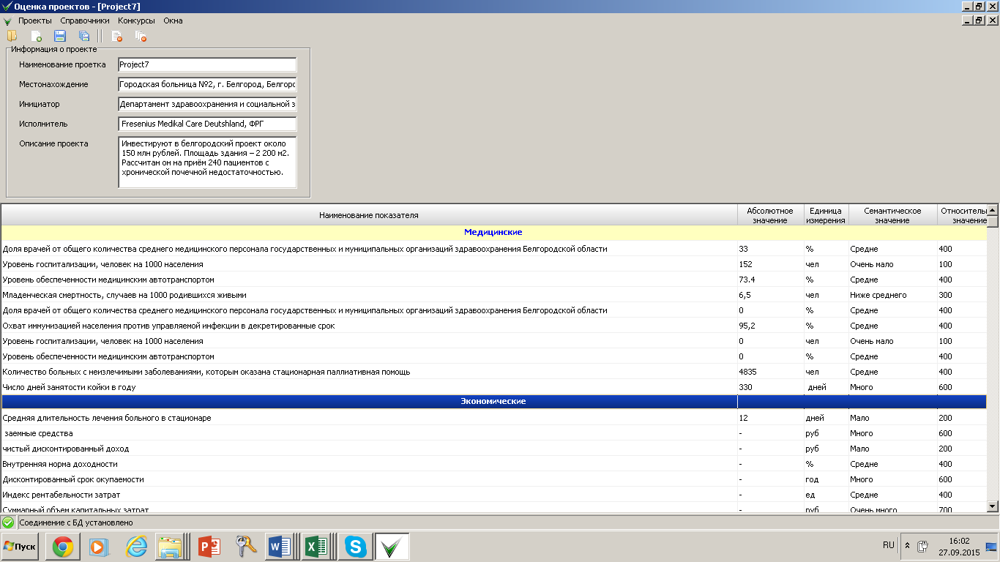 Оценка проектов - [Project7]
Проекты Справочники Конкурсы Окна
Информация о проекте
Наименование проетка Project7
Местонахождение Городская больница №2, г. Белгород, Белгоро
Инициатор Департамент здравоохранения и социальной з
Исполнитель Fresenius Medikal Care Deutshland, ФРГ
Описание проекта Инвестируют в белгородский проект около
150 млн рублей. Площадь здания – 2 200 м2.
Рассчитан он на приём 240 пациентов с
хронической почечной недостаточностью.
Наименование показателя Абсолютное значение Единица измерения Семантическое значение Относитель значение
Медицинские
Доля врачей от общего количества среднего медицинского персонала государственных и муниципальных организаций здравоохранения Белгородской области 33 % Средне 400
Уровень госпитализации, человек на 1000 населения 152 чел Очень мало 100
Уровень обеспеченности медицинским автотранспортом 73.4 % Средне 400
Младенческая смертность, случаев на 1000 родившихся живыми 6,5 чел Ниже среднего 300
Доля врачей от общего количества среднего медицинского персонала государственных и муниципальных организаций здравоохранения Белгородской области 0 % Средне 400
Охват иммунизацией населения против управляемой инфекции в декретированные срок 95,2 % Средне 400
Уровень госпитализации, человек на 1000 населения 0 чел Очень мало 100
Уровень обеспеченности медицинским автотранспортом 0 % Средне 400
Количество больных с неизлечимыми заболеваниями, которым оказана стационарная паллиативная помощь 4835 чел Средне 400
Число дней занятости койки в году 330 дней Много 600
Экономические
Средняя длительность лечения больного в стационаре 12 дней Мало 200
заемные средства - руб Много 600
чистый дисконтированный доход - руб Мало 200
Внутренняя норма доходности - % Средне 400
Дисконтированный срок окупаемости - год Много 600
Индекс рентабельности затрат - ед Средне 400
Суммарный объем капитальных затрат - руб Очень много 700
Соединение с БД установлено
Пуск RU 16:02
27.09.2015